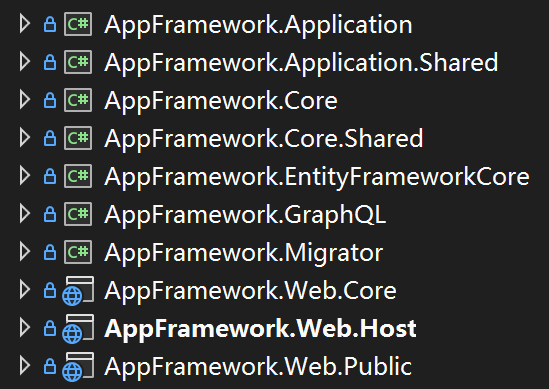 C# AppFramework.Application
C# AppFramework.Application.Shared
C# AppFramework.Core
C# AppFramework.Core.Shared
C# AppFramework.EntityFrameworkCore
C# AppFramework.GraphQL
C# AppFramework.Migrator
AppFramework.Web.Core
AppFramework.Web.Host
AppFramework.Web.Public